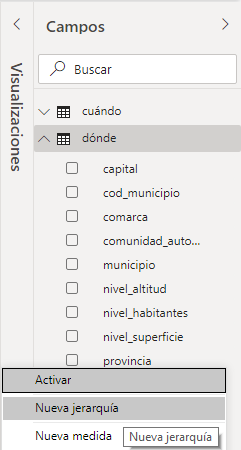 Campos
Visualizaciones
Buscar
cuándo
dónde
capital
cod_municipio
comarca
comunidad_auto...
municipio
nivel_altitud
nivel_habitantes
nivel_superficie
provincia
Activar
Nueva jerarquía
Nueva medida
Nueva jerarquía